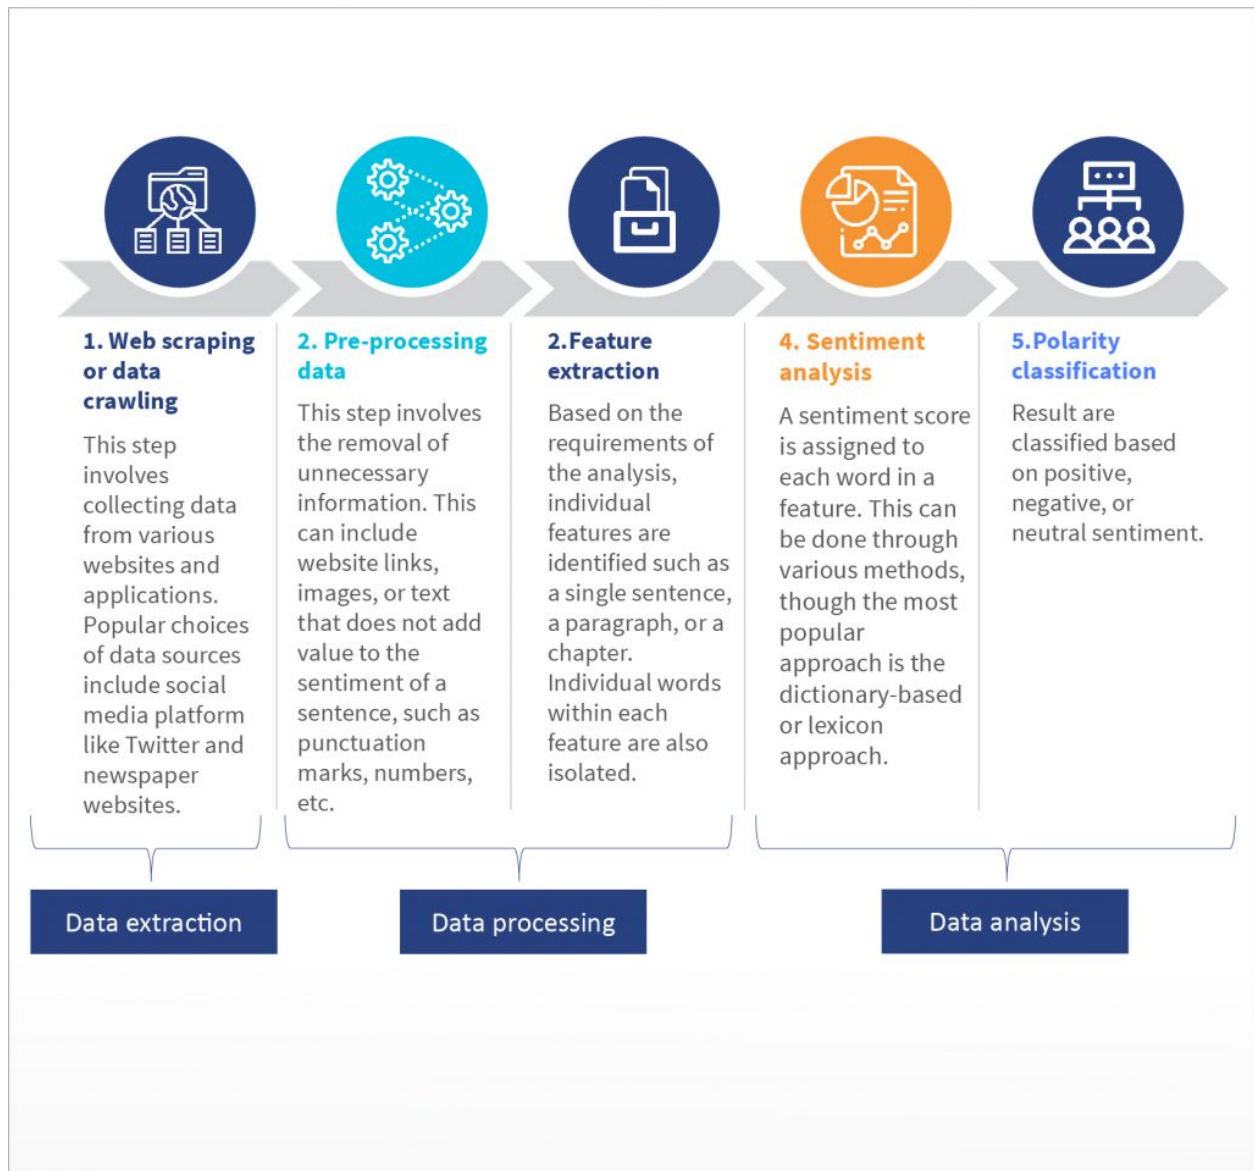 1. Web scraping
or data
crawling
This step
involves
collecting data
from various
websites and
applications.
Popular choices
of data sources
include social
media platform
like Twitter and
newspaper
websites.
2. Pre-processing
data
This step involves
the removal of
unnecessary
information. This
can include
website links,
images, or text
that does not add
value to the
sentiment of a
sentence, such as
punctuation
marks, numbers,
etc.
2.Feature
extraction
Based on the
requirements of
the analysis,
individual
features are
identified such as
a single sentence,
a paragraph, or a
chapter.
Individual words
within each
feature are also
isolated.
4. Sentiment
analysis
A sentiment score
is assigned to
each word in a
feature. This can
be done through
various methods,
though the most
popular
approach is the
dictionary-based
or lexicon
approach.
5.Polarity
classification
Result are
classified based
on positive,
negative, or
neutral sentiment.
Data extraction
Data processing
Data analysis